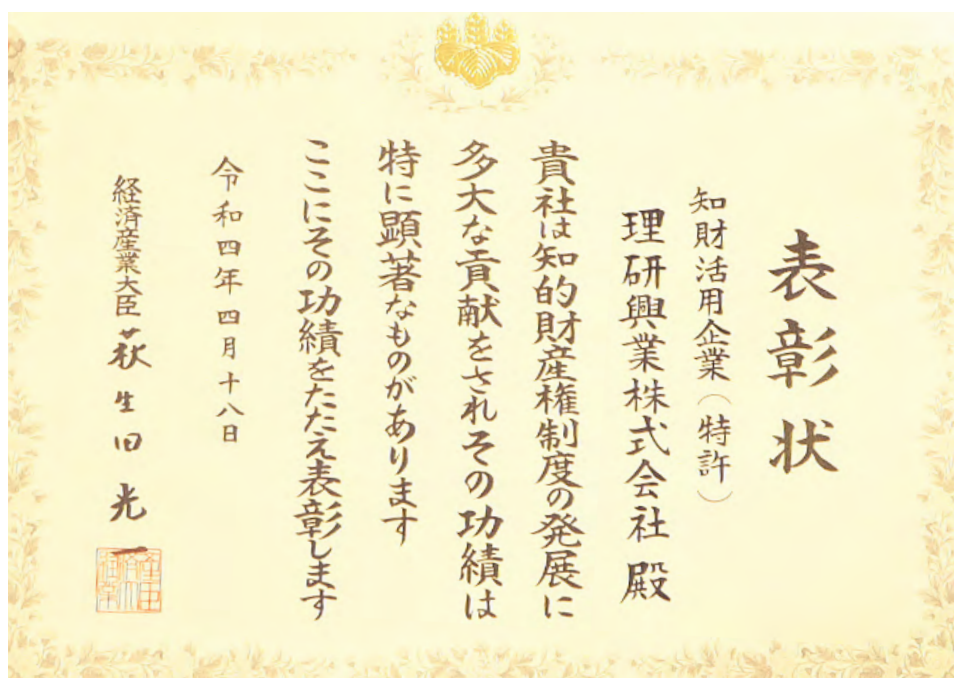 表彰状
知財活用企業（特許）
理研興業株式会社 殿
貴社は知的財産権制度の発展に
多大な貢献をされその功績は
特に顕著なものがあります
ここにその功績をたたえ表彰します
令和四年四月十八日
経済産業大臣 萩生田光一